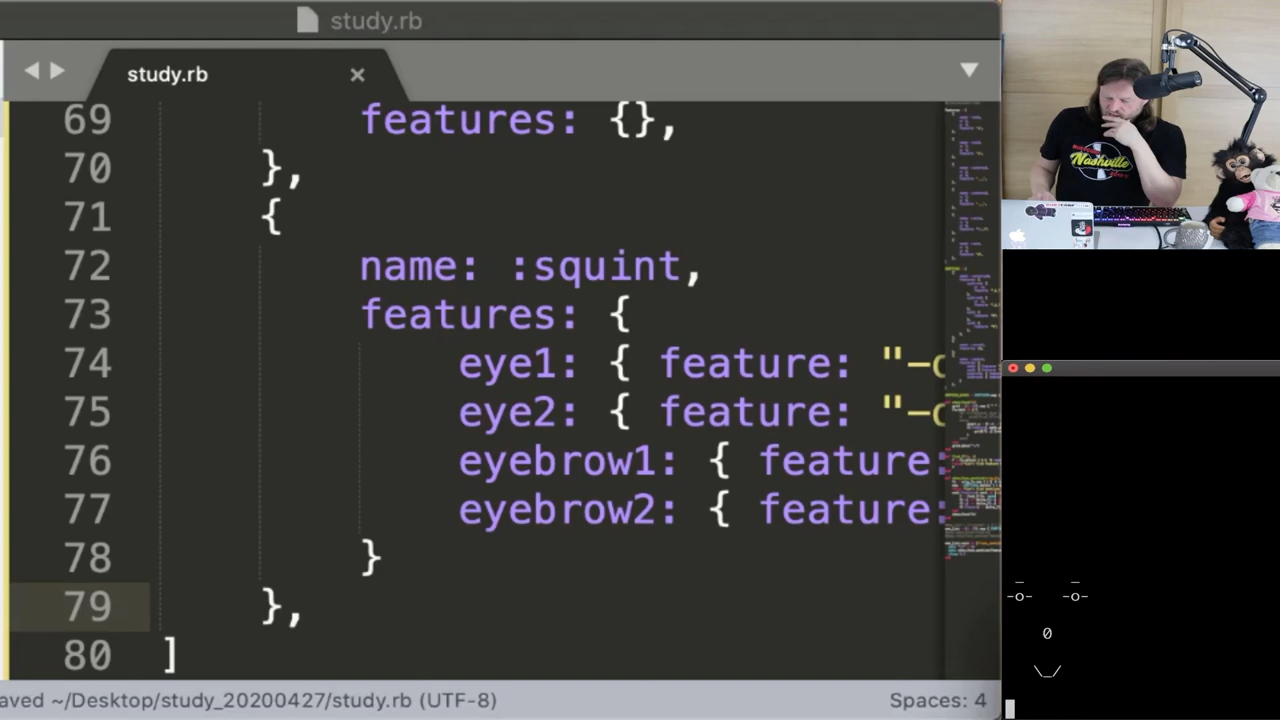 study.rb
study.rb ×
69 features: {},
70 },
71 {
72 name: :squint,
73 features: {
74 eye1: { feature: "-
75 eye2: { feature: "-
76 eyebrow1: { feature:
77 eyebrow2: { feature:
78 }
79 },
80 ]
aved ~/Desktop/study_20200427/study.rb (UTF-8)
Spaces: 4
Nashville
_ _
-o- -o-
0
\_/